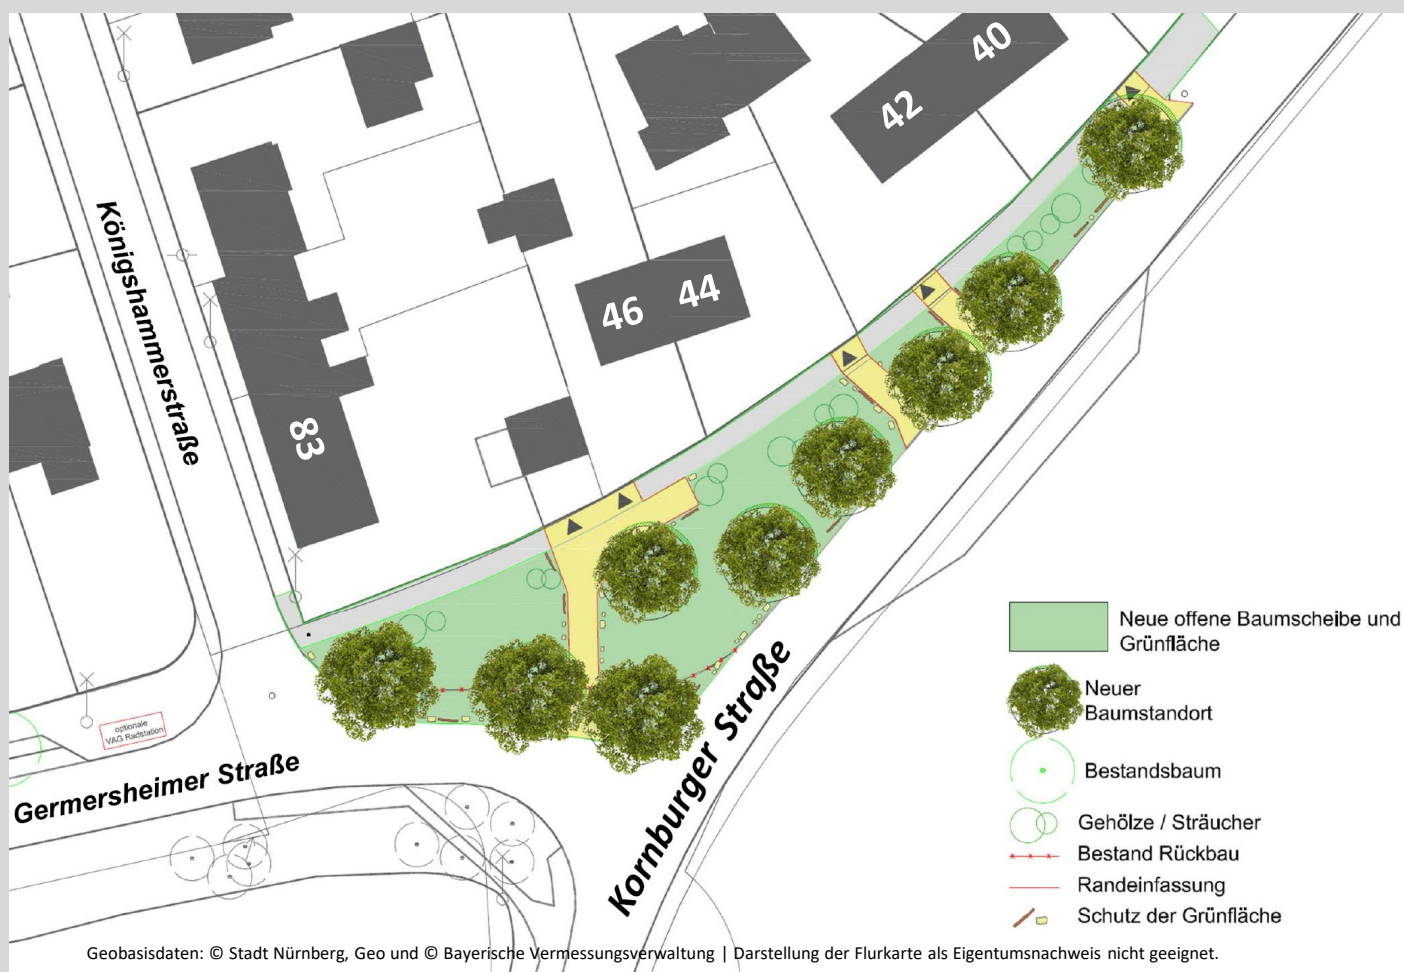 40
42
Königshammerstraße
46 44
83
Neue offene Baumscheibe und
Grünfläche
Neuer
Baumstandort
Bestandsbaum
Gehölze / Sträucher
Bestand Rückbau
Randeinfassung
Schutz der Grünfläche
optionale
VAG Radstation
Germersheimer Straße
Kornburger Straße
Geobasisdaten: © Stadt Nürnberg, Geo und © Bayerische Vermessungsverwaltung | Darstellung der Flurkarte als Eigentumsnachweis nicht geeignet.